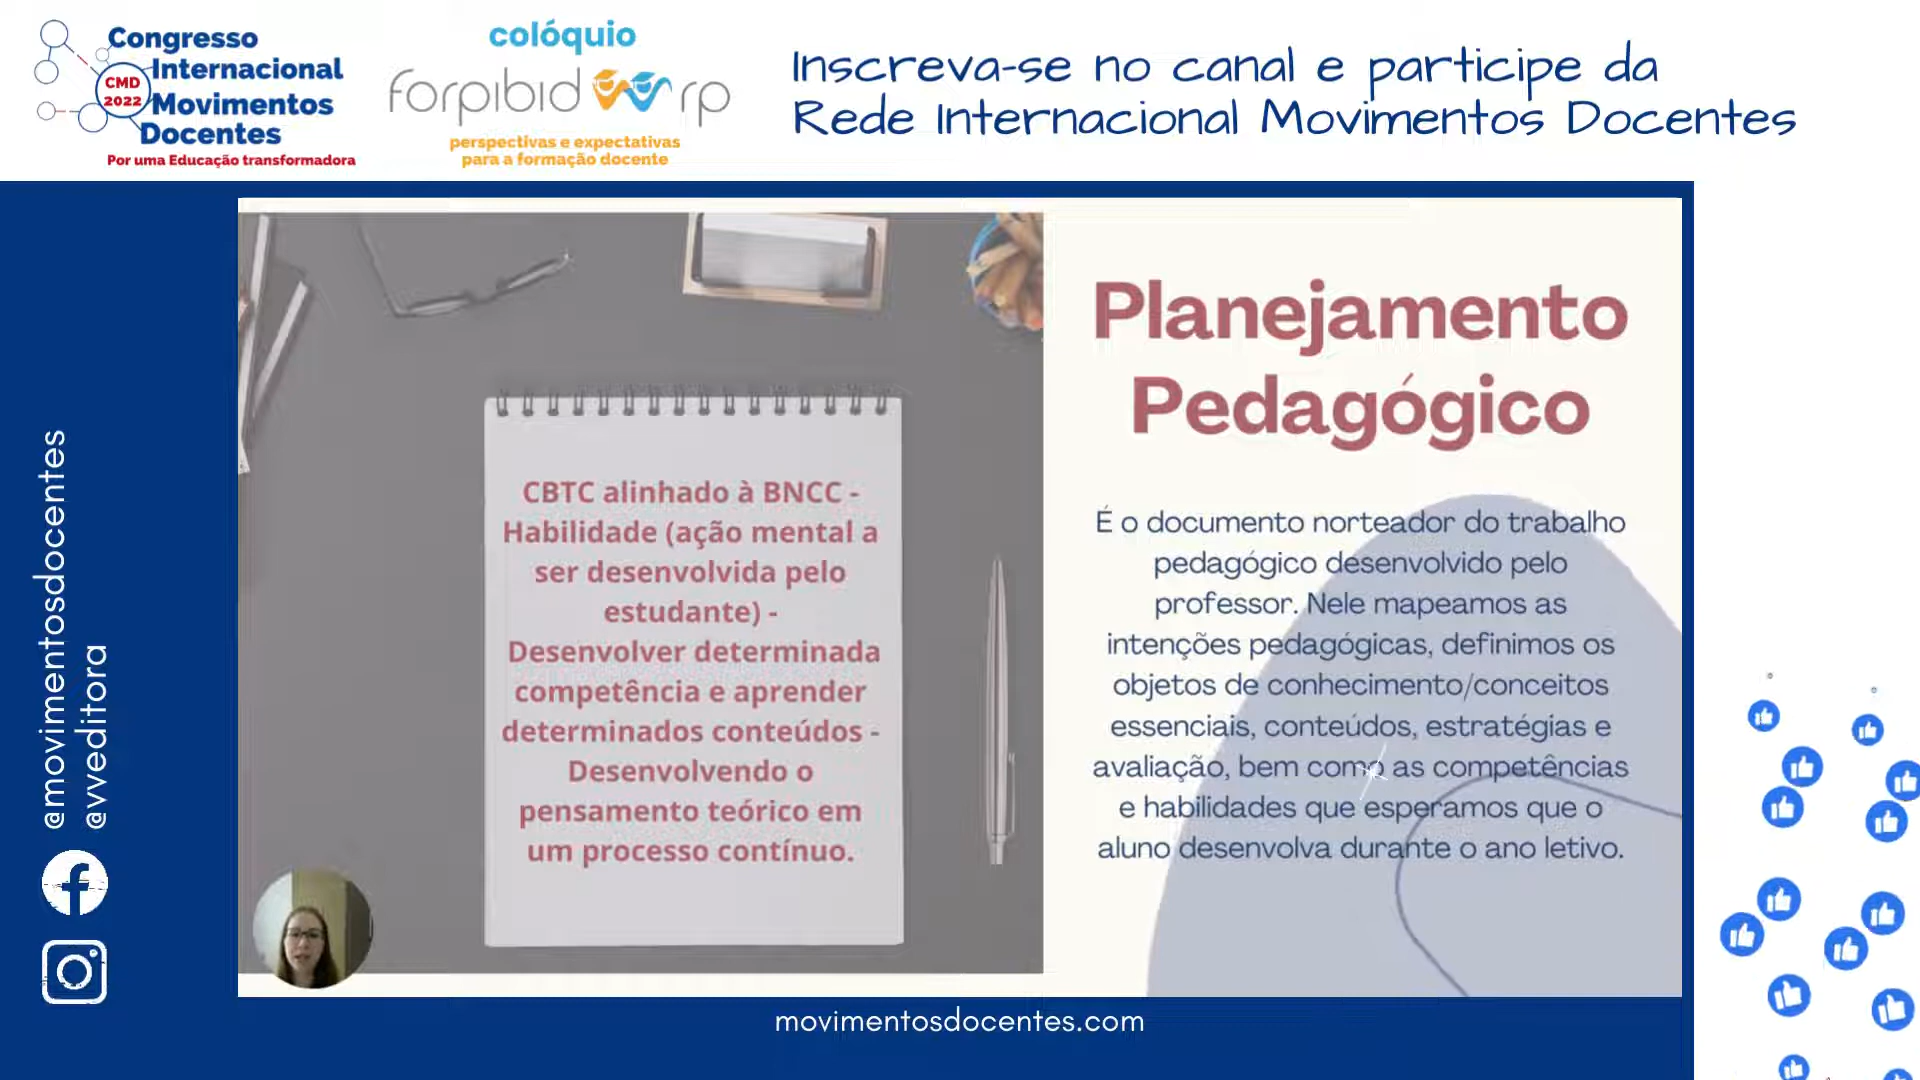 Congresso
Internacional
CMD
2022
Movimentos
Docentes
Por uma Educação transformadora
colóquio
forpibid rp
perspectivas e expectativas
para a formação docente
Inscreva-se no canal e participe da
Rede Internacional Movimentos Docentes
@movimentosdocentes
@vveditora
CBTC alinhado à BNCC -
Habilidade (ação mental a
ser desenvolvida pelo
estudante) -
Desenvolver determinada
competência e aprender
determinados conteúdos -
Desenvolvendo o
pensamento teórico em
um processo contínuo.
Planejamento
Pedagógico
É o documento norteador do trabalho
pedagógico desenvolvido pelo
professor. Nele mapeamos as
intenções pedagógicas, definimos os
objetos de conhecimento/conceitos
essenciais, conteúdos, estratégias e
avaliação, bem como as competências
e habilidades que esperamos que o
aluno desenvolva durante o ano letivo.
movimentosdocentes.com